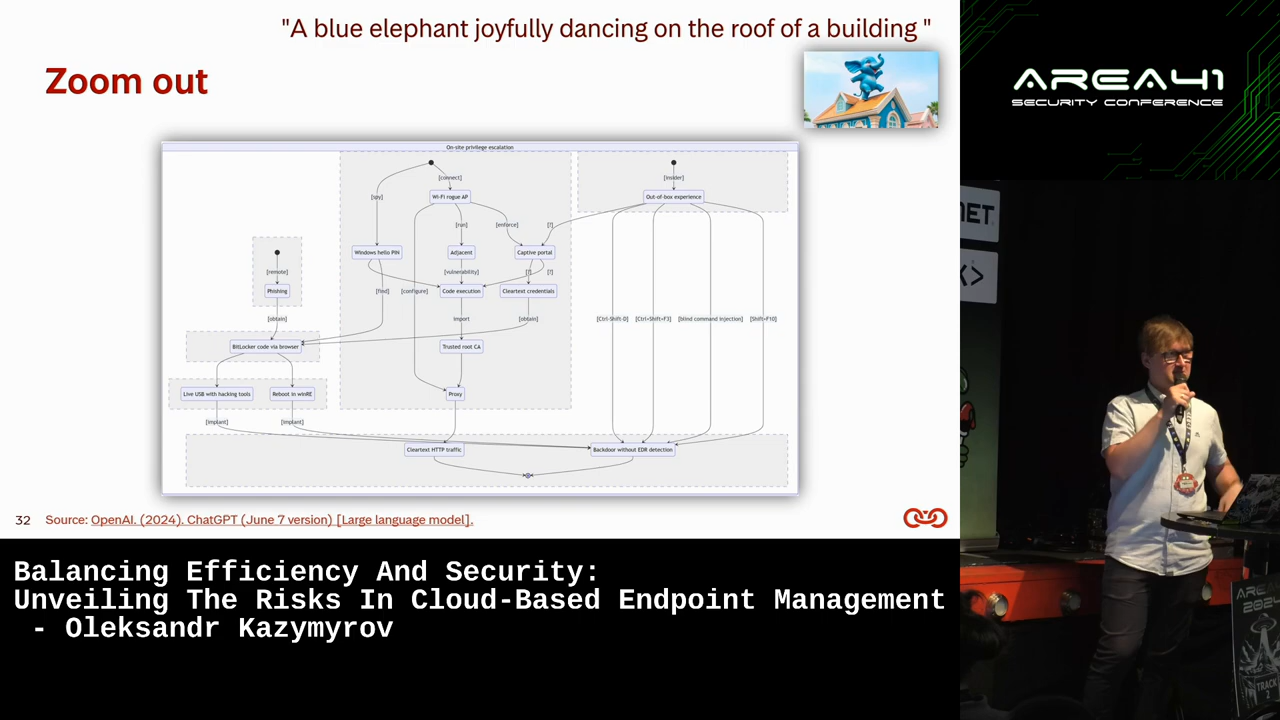 "A blue elephant joyfully dancing on the roof of a building "
Zoom out
On-site privilege escalation
[connect]
[insider]
[spy]
Wi-Fi rogue AP
Out-of-box experience
[run]
[enforce]
[?]
Windows hello PIN
Adjacent
Captive portal
[remote]
[vulnerability]
[?]
[?]
Phishing
[find]
[configure]
Code execution
Cleartext credentials
[obtain]
import
[obtain]
[Ctrl-Shift-D]
[Ctrl+Shift+F3]
[blind command injection]
[Shift+F10]
BitLocker code via browser
Trusted root CA
Live USB with hacking tools
Reboot in winRE
Proxy
[implant]
[implant]
Cleartext HTTP traffic
Backdoor without EDR detection
32
Source: OpenAI. (2024). ChatGPT (June 7 version) [Large language model].
Balancing Efficiency And Security:
Unveiling The Risks In Cloud-Based Endpoint Management
- Oleksandr Kazymyrov
AREA41
SECURITY CONFERENCE
NET
TRACK
2